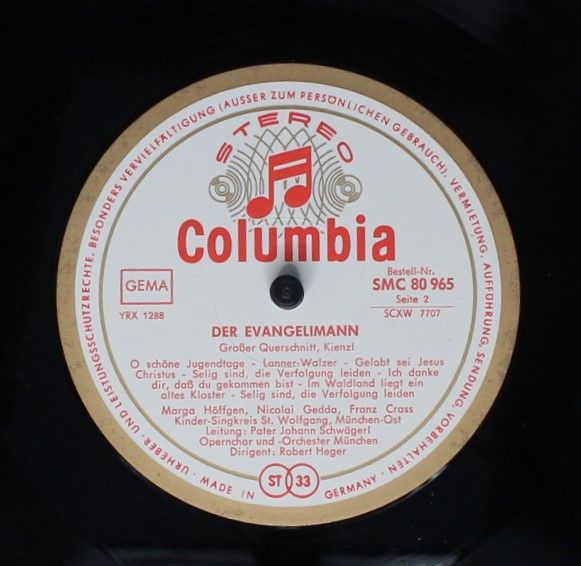 URHEBER- UND LEISTUNGSSCHUTZRECHTE, BESONDERS VERVIELFÄLTIGUNG (AUSSER ZUM PERSÖNLICHEN GEBRAUCH), VERMIETUNG, AUFFÜHRUNG, SENDUNG, VORBEHALTEN
STEREO
Columbia
GEMA
YRX 1288
Bestell-Nr.
SMC 80 965
Seite 2
SCXW 7707
DER EVANGELIMANN
Großer Querschnitt, Kienzl
O schöne Jugendtage - Lanner-Walzer - Gelobt sei Jesus
Christus - Selig sind, die Verfolgung leiden - Ich danke
dir, daß du gekommen bist - Im Waldland liegt ein
altes Kloster - Selig sind, die Verfolgung leiden
Marga Höffgen, Nicolai Gedda, Franz Crass
Kinder-Singkreis St. Wolfgang, München-Ost
Leitung: Pater Johann Schwägerl
Opernchor und -Orchester München
Dirigent: Robert Heger
MADE IN GERMANY
ST 33